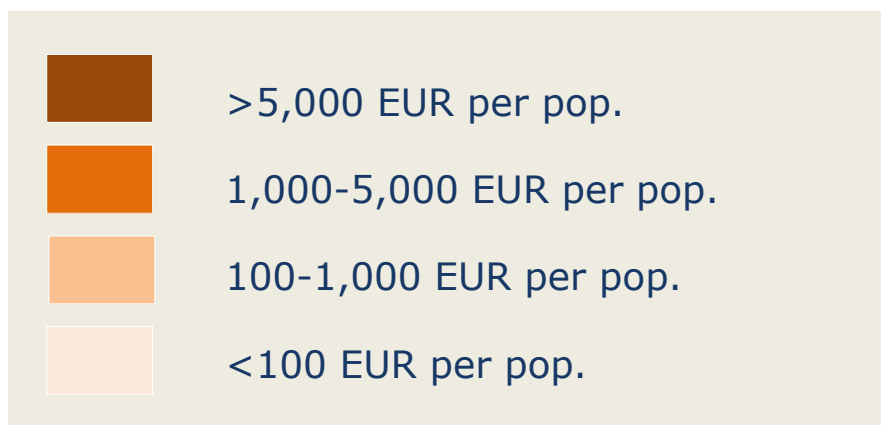 >5,000 EUR per pop.
1,000-5,000 EUR per pop.
100-1,000 EUR per pop.
<100 EUR per pop.